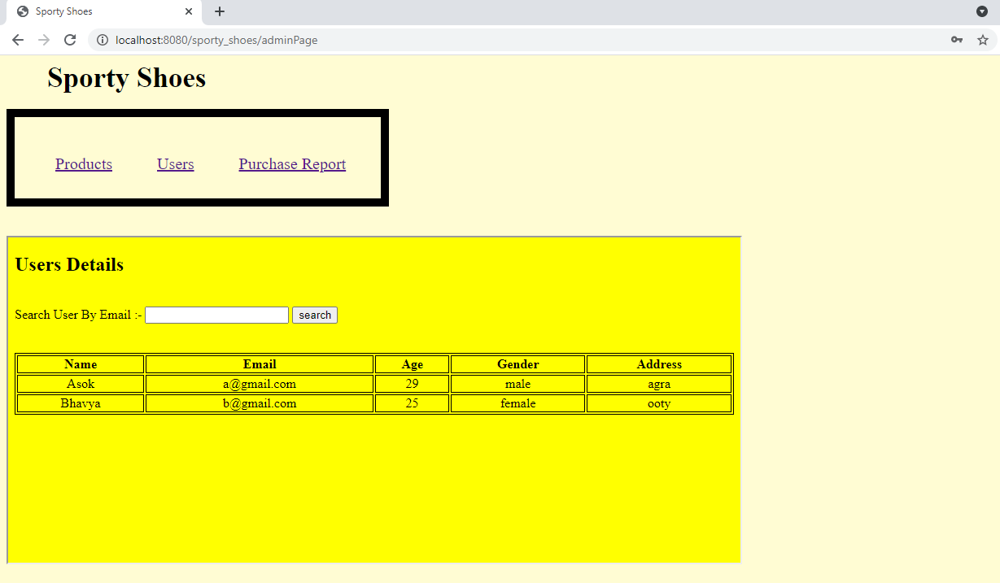 Sporty Shoes
localhost:8080/sporty_shoes/adminPage
Sporty Shoes
Products Users Purchase Report
Users Details
Search User By Email :- search
Name Email Age Gender Address
Asok a@gmail.com 29 male agra
Bhavya b@gmail.com 25 female ooty